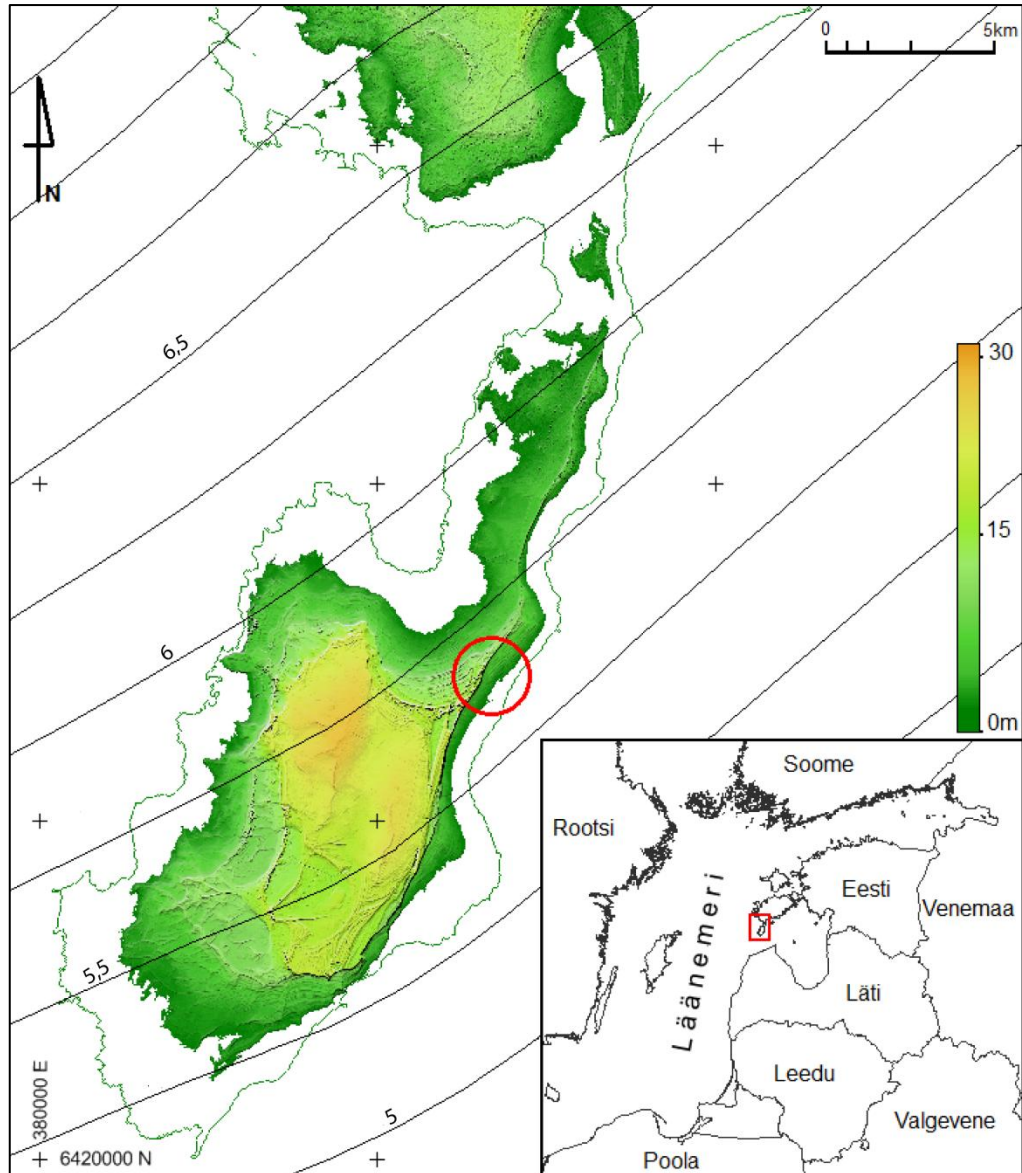 0 5km
N
6,5
30
15
0m
6
5,5
5
380000 E
6420000 N
Soome
Rootsi
Eesti
Venemaa
Läänemeri
Läti
Leedu
Valgevene
Poola